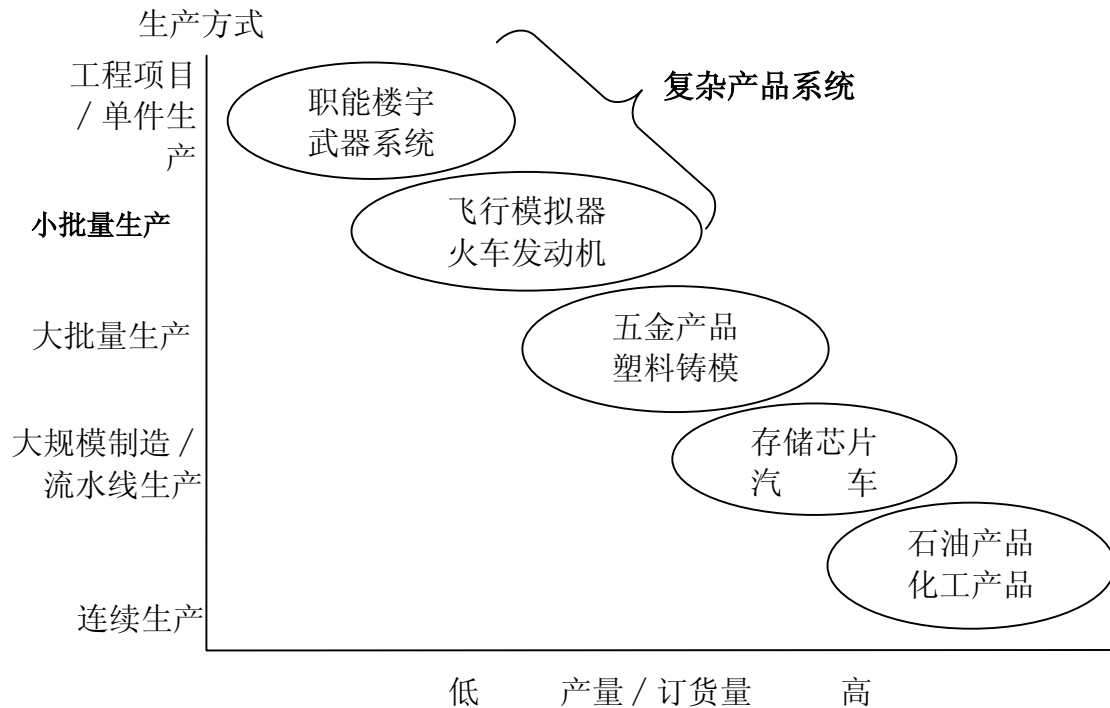 生产方式
工程项目
/单件生
产
职能楼宇
武器系统
复杂产品系统
小批量生产
飞行模拟器
火车发动机
大批量生产
五金产品
塑料铸模
大规模制造/
流水线生产
存储芯片
汽 车
石油产品
化工产品
连续生产
低 产量/订货量 高